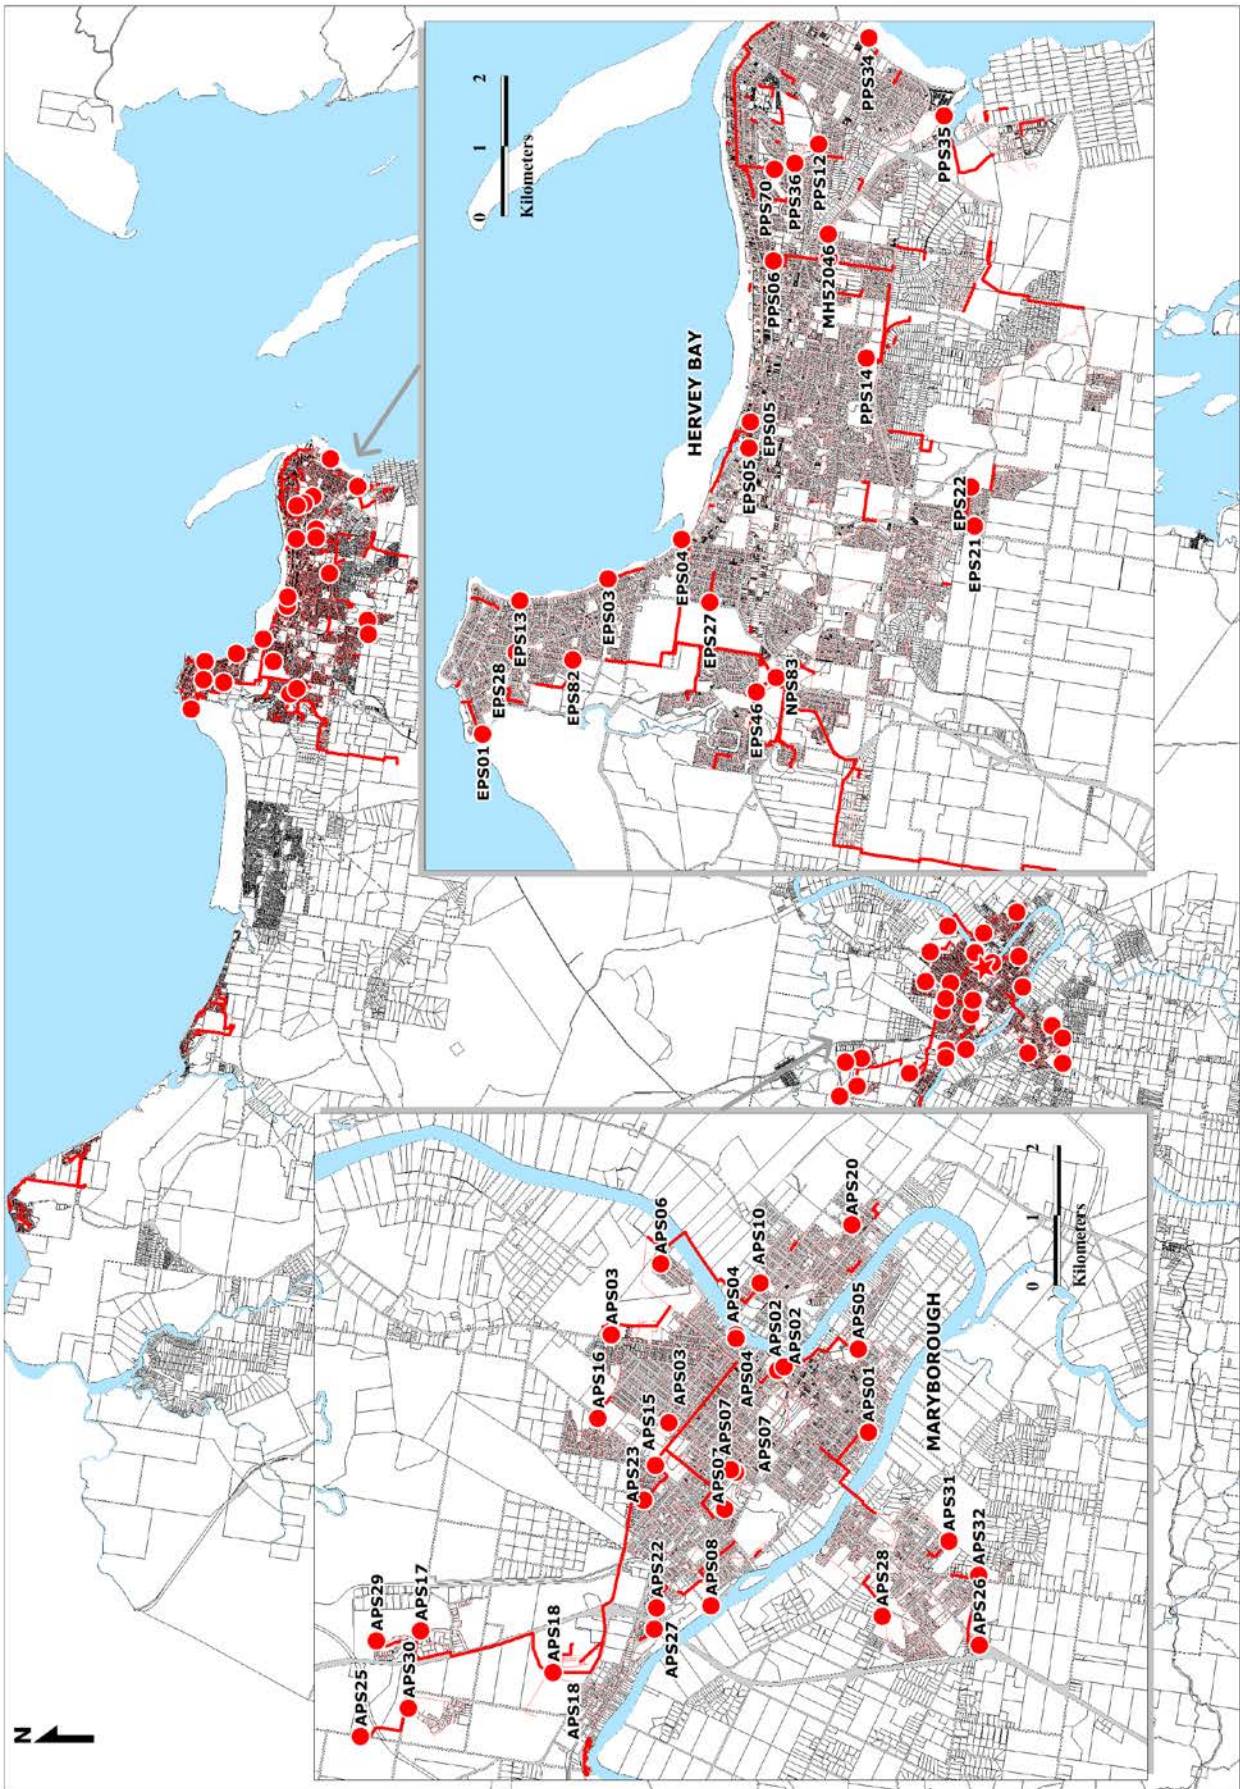 N
0 1 2
Kilometers
HERVEY BAY
EPS01
EPS28
EPS13
EPS82
EPS03
EPS04
EPS27
EPS46
NPS83
EPS05
EPS05
EPS21
EPS22
PPS14
PPS06
MH52046
PPS70
PPS36
PPS12
PPS34
PPS35
APS25
APS29
APS30
APS17
APS18
APS18
APS16
APS03
APS06
APS23
APS15
APS03
APS22
APS27
APS08
APS07
APS07
APS07
APS04
APS04
APS10
APS02
APS02
APS20
APS05
APS01
MARYBOROUGH
APS28
APS31
APS26
APS32
0 1 2
Kilometers